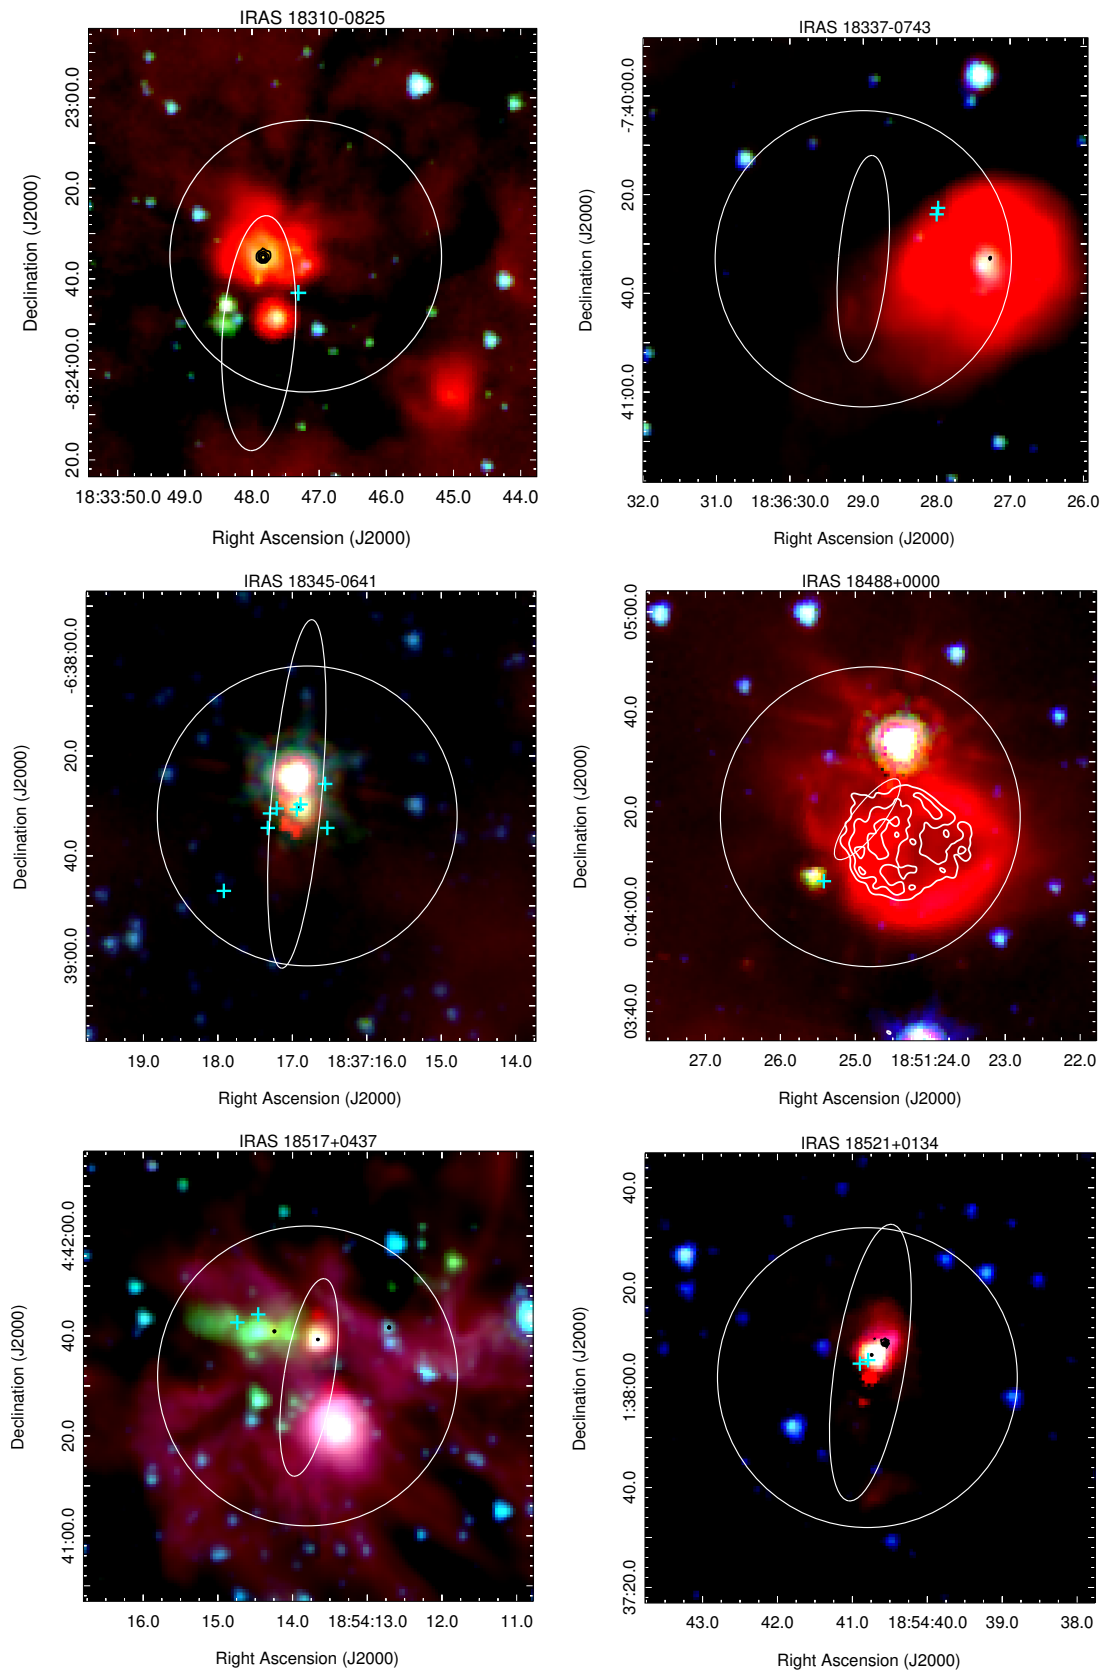 IRAS 18310-0825
Declination (J2000)
23:00.0
20.0
40.0
-8:24:00.0
20.0
18:33:50.0 49.0 48.0 47.0 46.0 45.0 44.0
Right Ascension (J2000)
IRAS 18337-0743
Declination (J2000)
-7:40:00.0
20.0
40.0
41:00.0
32.0 31.0 18:36:30.0 29.0 28.0 27.0 26.0
Right Ascension (J2000)
IRAS 18345-0641
Declination (J2000)
-6:38:00.0
20.0
40.0
39:00.0
19.0 18.0 17.0 18:37:16.0 15.0 14.0
Right Ascension (J2000)
IRAS 18488+0000
Declination (J2000)
05:00.0
40.0
20.0
0:04:00.0
03:40.0
27.0 26.0 25.0 18:51:24.0 23.0 22.0
Right Ascension (J2000)
IRAS 18517+0437
Declination (J2000)
4:42:00.0
40.0
20.0
41:00.0
16.0 15.0 14.0 18:54:13.0 12.0 11.0
Right Ascension (J2000)
IRAS 18521+0134
Declination (J2000)
40.0
20.0
1:38:00.0
40.0
37:20.0
43.0 42.0 41.0 18:54:40.0 39.0 38.0
Right Ascension (J2000)